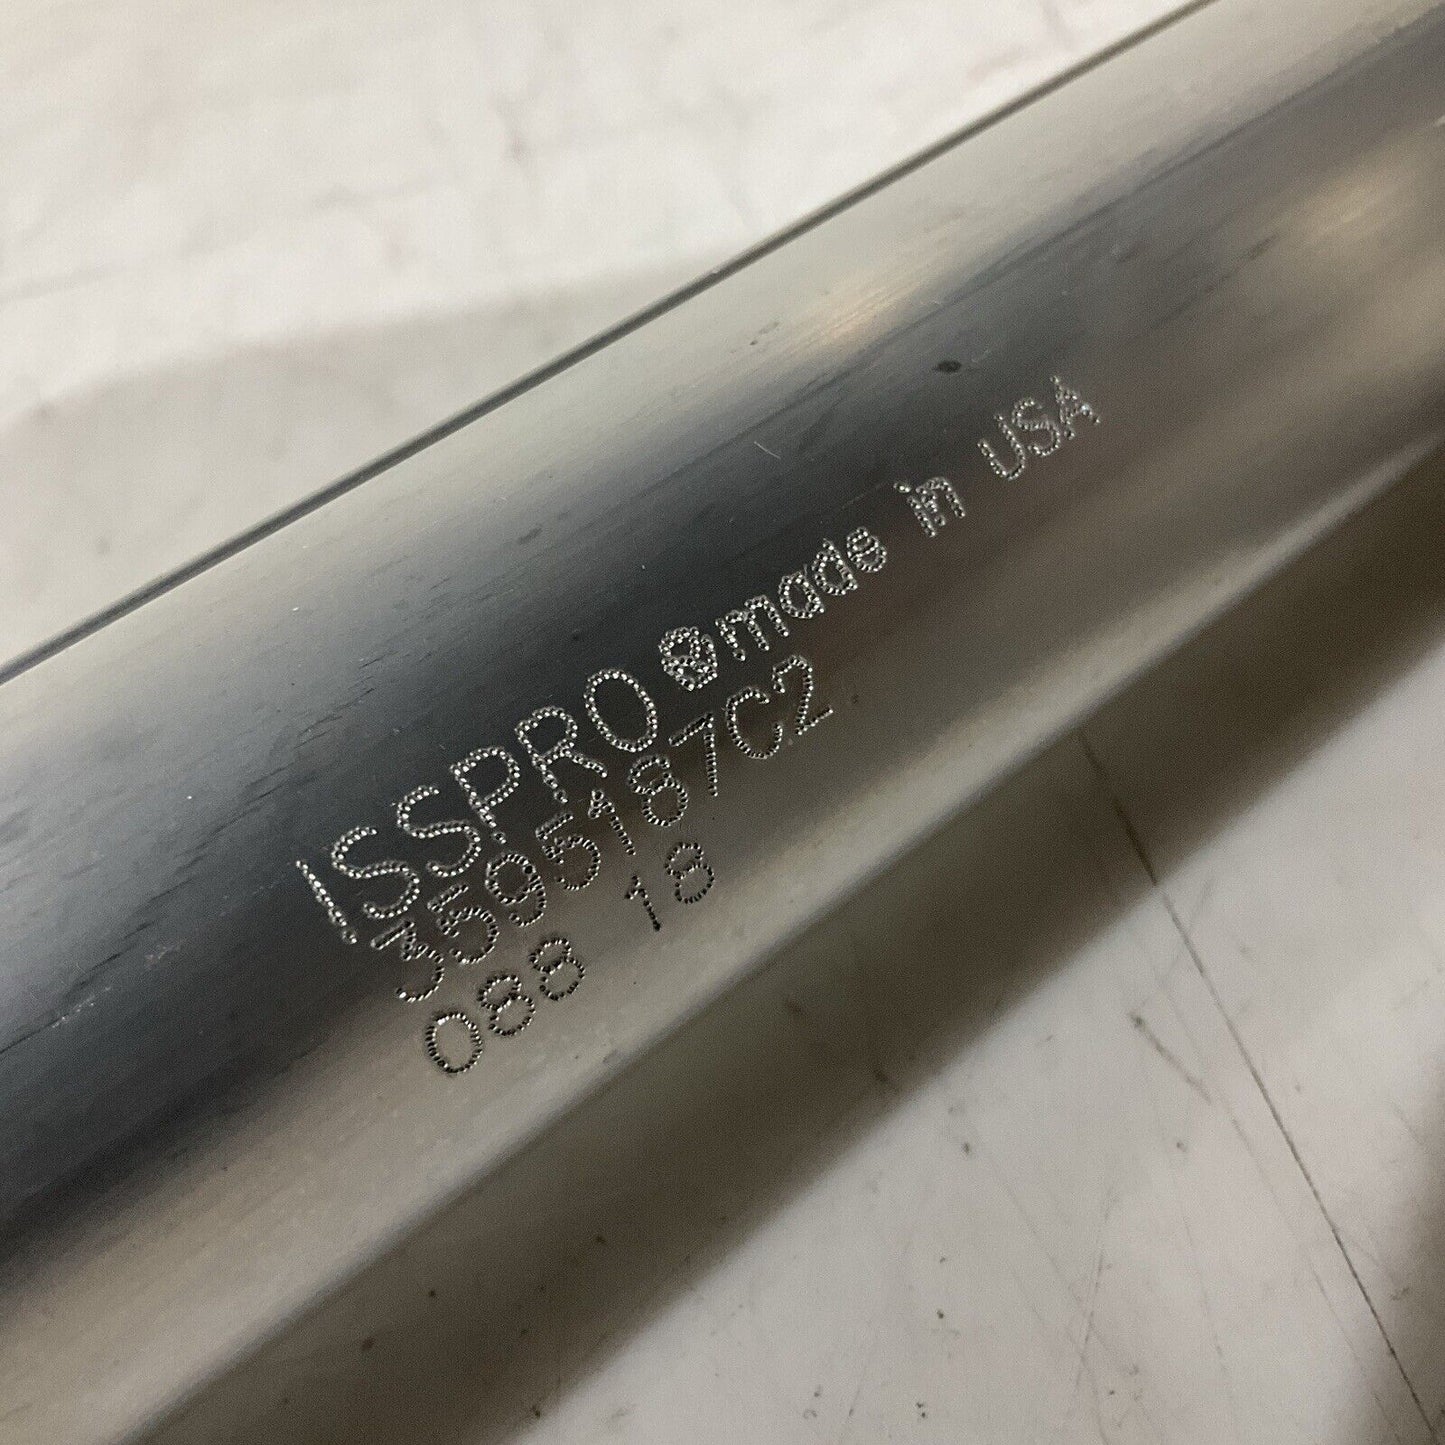 ISSPRO made in USA
3595187C2
088 18